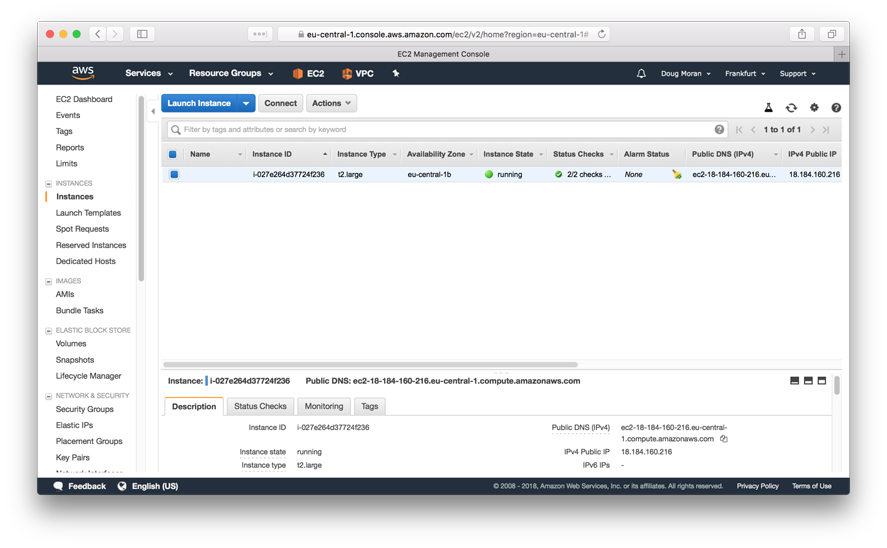 eu-central-1.console.aws.amazon.com/ec2/v2/home?region=eu-central-1#
EC2 Management Console
aws Services Resource Groups EC2 VPC Doug Moran Frankfurt Support
EC2 Dashboard
Events
Tags
Reports
Limits
INSTANCES
Instances
Launch Templates
Spot Requests
Reserved Instances
Dedicated Hosts
IMAGES
AMIs
Bundle Tasks
ELASTIC BLOCK STORE
Volumes
Snapshots
Lifecycle Manager
NETWORK & SECURITY
Security Groups
Elastic IPs
Placement Groups
Key Pairs
Launch Instance Connect Actions
Filter by tags and attributes or search by keyword 1 to 1 of 1
Name Instance ID Instance Type Availability Zone Instance State Status Checks Alarm Status Public DNS (IPv4) IPv4 Public IP
i-027e264d37724f236 t2.large eu-central-1b running 2/2 checks ... None ec2-18-184-160-216.eu... 18.184.160.216
Instance: i-027e264d37724f236 Public DNS: ec2-18-184-160-216.eu-central-1.compute.amazonaws.com
Description Status Checks Monitoring Tags
Instance ID i-027e264d37724f236 Public DNS (IPv4) ec2-18-184-160-216.eu-central-
1.compute.amazonaws.com
Instance state running IPv4 Public IP 18.184.160.216
Instance type t2.large IPv6 IPs -
Feedback English (US) © 2008 - 2018, Amazon Web Services, Inc. or its affiliates. All rights reserved. Privacy Policy Terms of Use